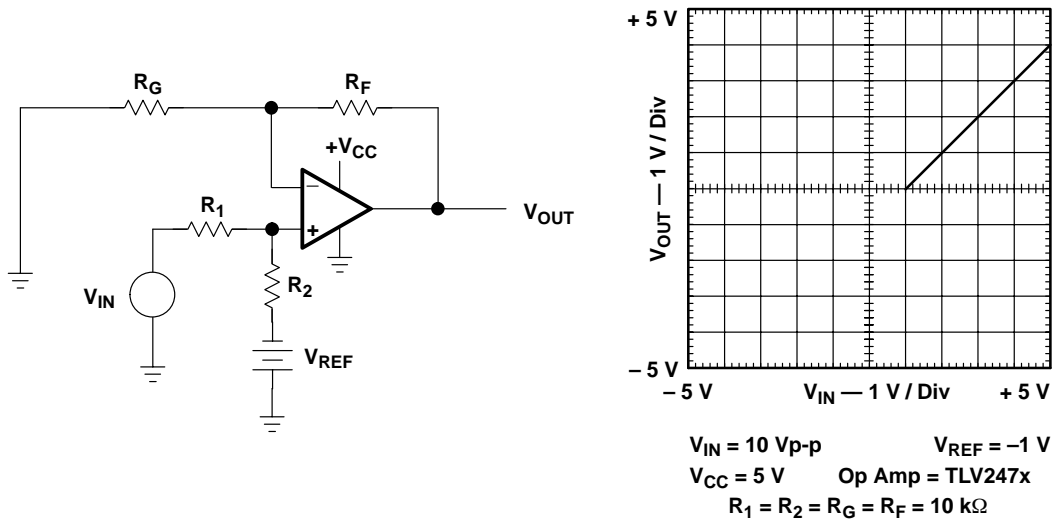 R_G
R_F
+V_CC
–
R_1
+
V_OUT
R_2
V_IN
V_REF
+ 5 V
V_OUT — 1 V / Div
– 5 V
– 5 V
V_IN — 1 V / Div
+ 5 V
V_IN = 10 Vp-p V_REF = –1 V
V_CC = 5 V Op Amp = TLV247x
R_1 = R_2 = R_G = R_F = 10 kΩ